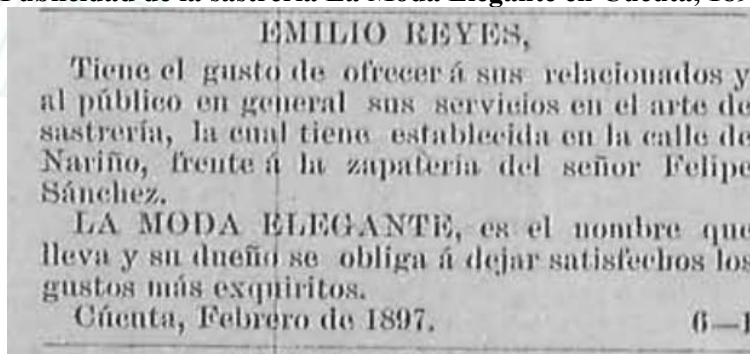 Publicidad de la sastrería La Moda Elegante en Cúcuta, 189
EMILIO REYES,
Tiene el gusto de ofrecer á sus relacionados y
al público en general sus servicios en el arte de
sastrería, la cual tiene establecida en la calle de
Nariño, frente á la zapatería del señor Felipe
Sánchez.
LA MODA ELEGANTE, es el nombre que
lleva y su dueño se obliga á dejar satisfechos los
gustos más exquiritos.
Cúcuta, Febrero de 1897. 6—1